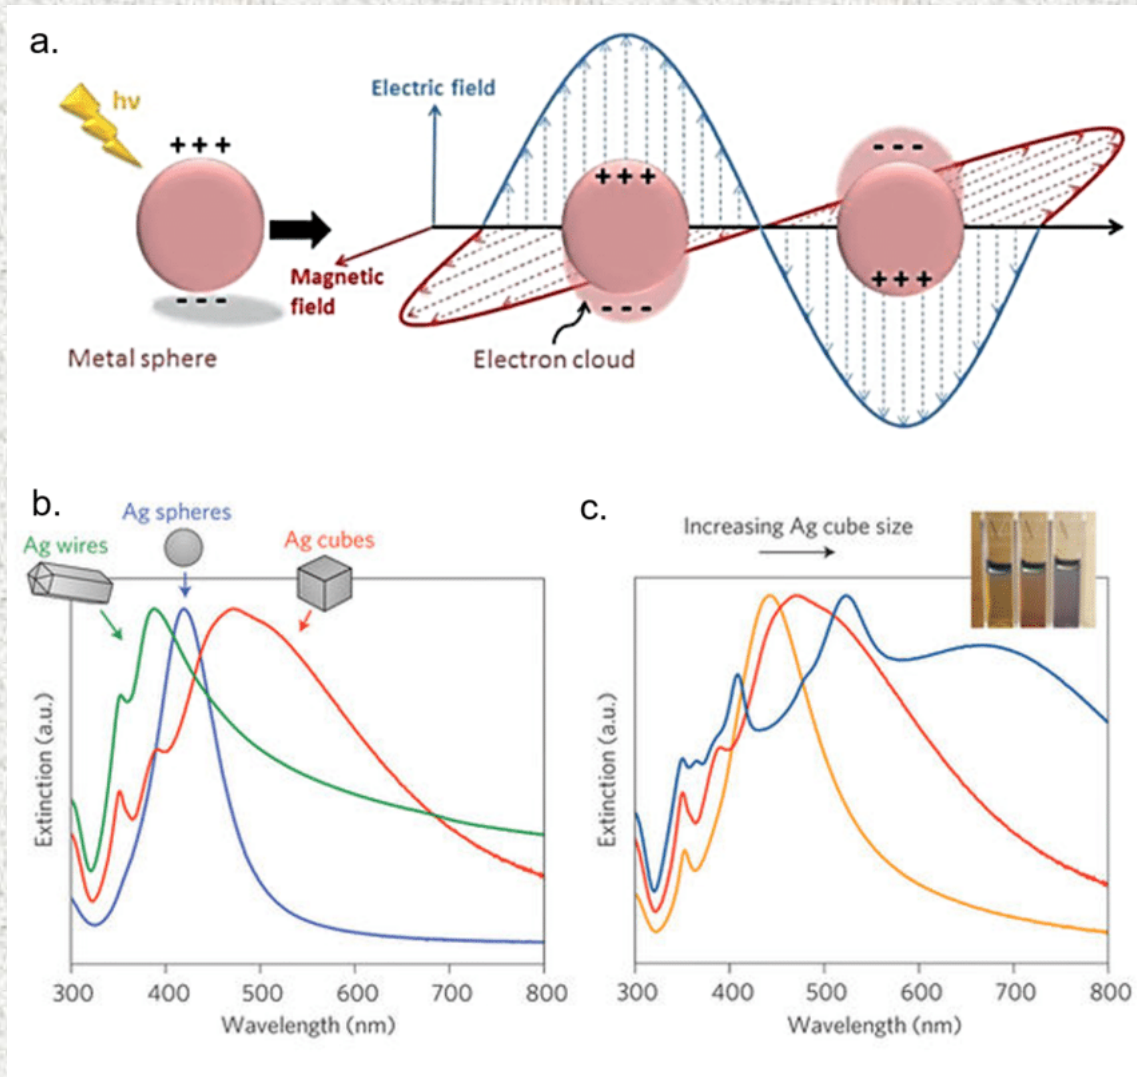 a.
hν
+ + +
- - -
Metal sphere
Electric field
Magnetic
field
+ + +
- - -
Electron cloud
- - -
+ + +
b.
Ag wires
Ag spheres
Ag cubes
Extinction (a.u.)
300 400 500 600 700 800
Wavelength (nm)
c.
Increasing Ag cube size
Extinction (a.u.)
300 400 500 600 700 800
Wavelength (nm)